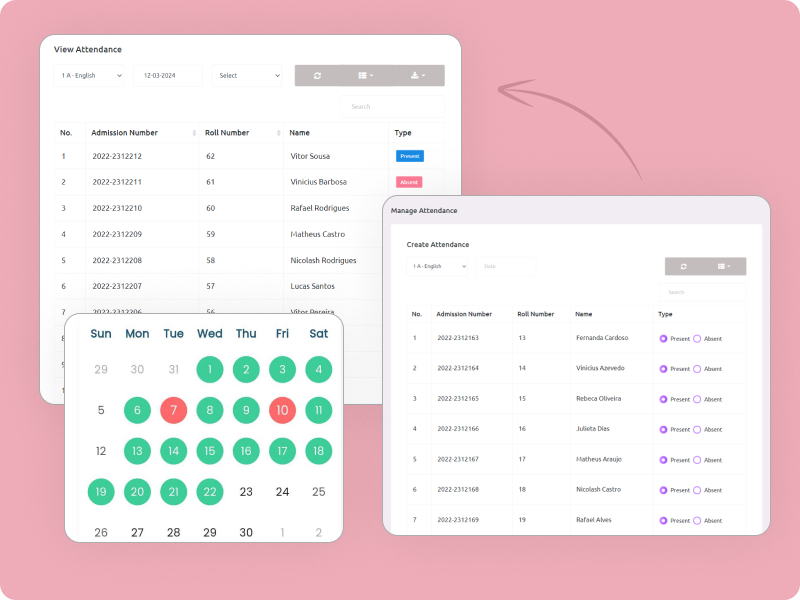 View Attendance
1 A - English 12-03-2024 Select
Search
No. Admission Number Roll Number Name Type
1 2022-2312212 62 Vitor Sousa Present
2 2022-2312211 61 Vinicius Barbosa Absent
3 2022-2312210 60 Rafael Rodrigues
4 2022-2312209 59 Matheus Castro
5 2022-2312208 58 Nicolash Rodrigues
6 2022-2312207 57 Lucas Santos
7 2022-2312206 56 Vitor Pereira
Sun Mon Tue Wed Thu Fri Sat
29 30 31 1 2 3 4
5 6 7 8 9 10 11
12 13 14 15 16 17 18
19 20 21 22 23 24 25
26 27 28 29 30 1 2
Manage Attendance
Create Attendance
1 A - English Date
Search
No. Admission Number Roll Number Name Type
1 2022-2312163 13 Fernanda Cardoso Present Absent
2 2022-2312164 14 Vinicius Azevedo Present Absent
3 2022-2312165 15 Rebeca Oliveira Present Absent
4 2022-2312166 16 Julieta Dias Present Absent
5 2022-2312167 17 Matheus Araujo Present Absent
6 2022-2312168 18 Nicolash Castro Present Absent
7 2022-2312169 19 Rafael Alves Present Absent